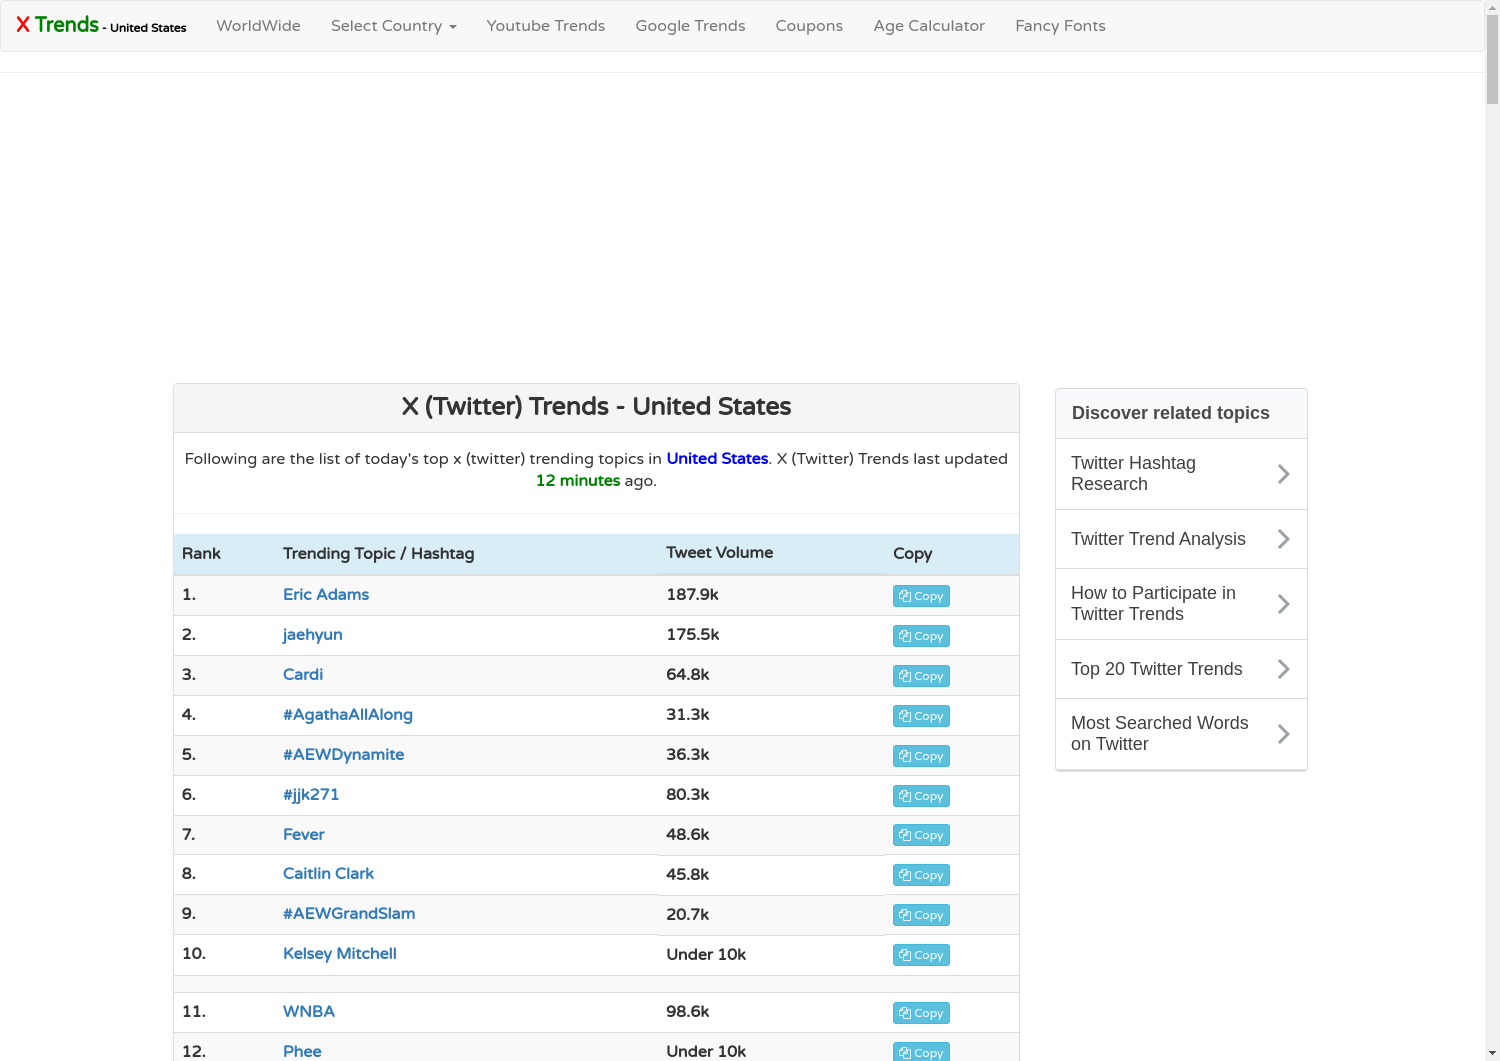 X Trends - United States WorldWide Select Country Youtube Trends Google Trends Coupons Age Calculator Fancy Fonts
X (Twitter) Trends - United States
Following are the list of today's top x (twitter) trending topics in United States. X (Twitter) Trends last updated
12 minutes ago.
Rank Trending Topic / Hashtag Tweet Volume Copy
1. Eric Adams 187.9k Copy
2. jaehyun 175.5k Copy
3. Cardi 64.8k Copy
4. #AgathaAllAlong 31.3k Copy
5. #AEWDynamite 36.3k Copy
6. #jjk271 80.3k Copy
7. Fever 48.6k Copy
8. Caitlin Clark 45.8k Copy
9. #AEWGrandSlam 20.7k Copy
10. Kelsey Mitchell Under 10k Copy
11. WNBA 98.6k Copy
12. Phee Under 10k Copy
Discover related topics
Twitter Hashtag
Research
Twitter Trend Analysis
How to Participate in
Twitter Trends
Top 20 Twitter Trends
Most Searched Words
on Twitter